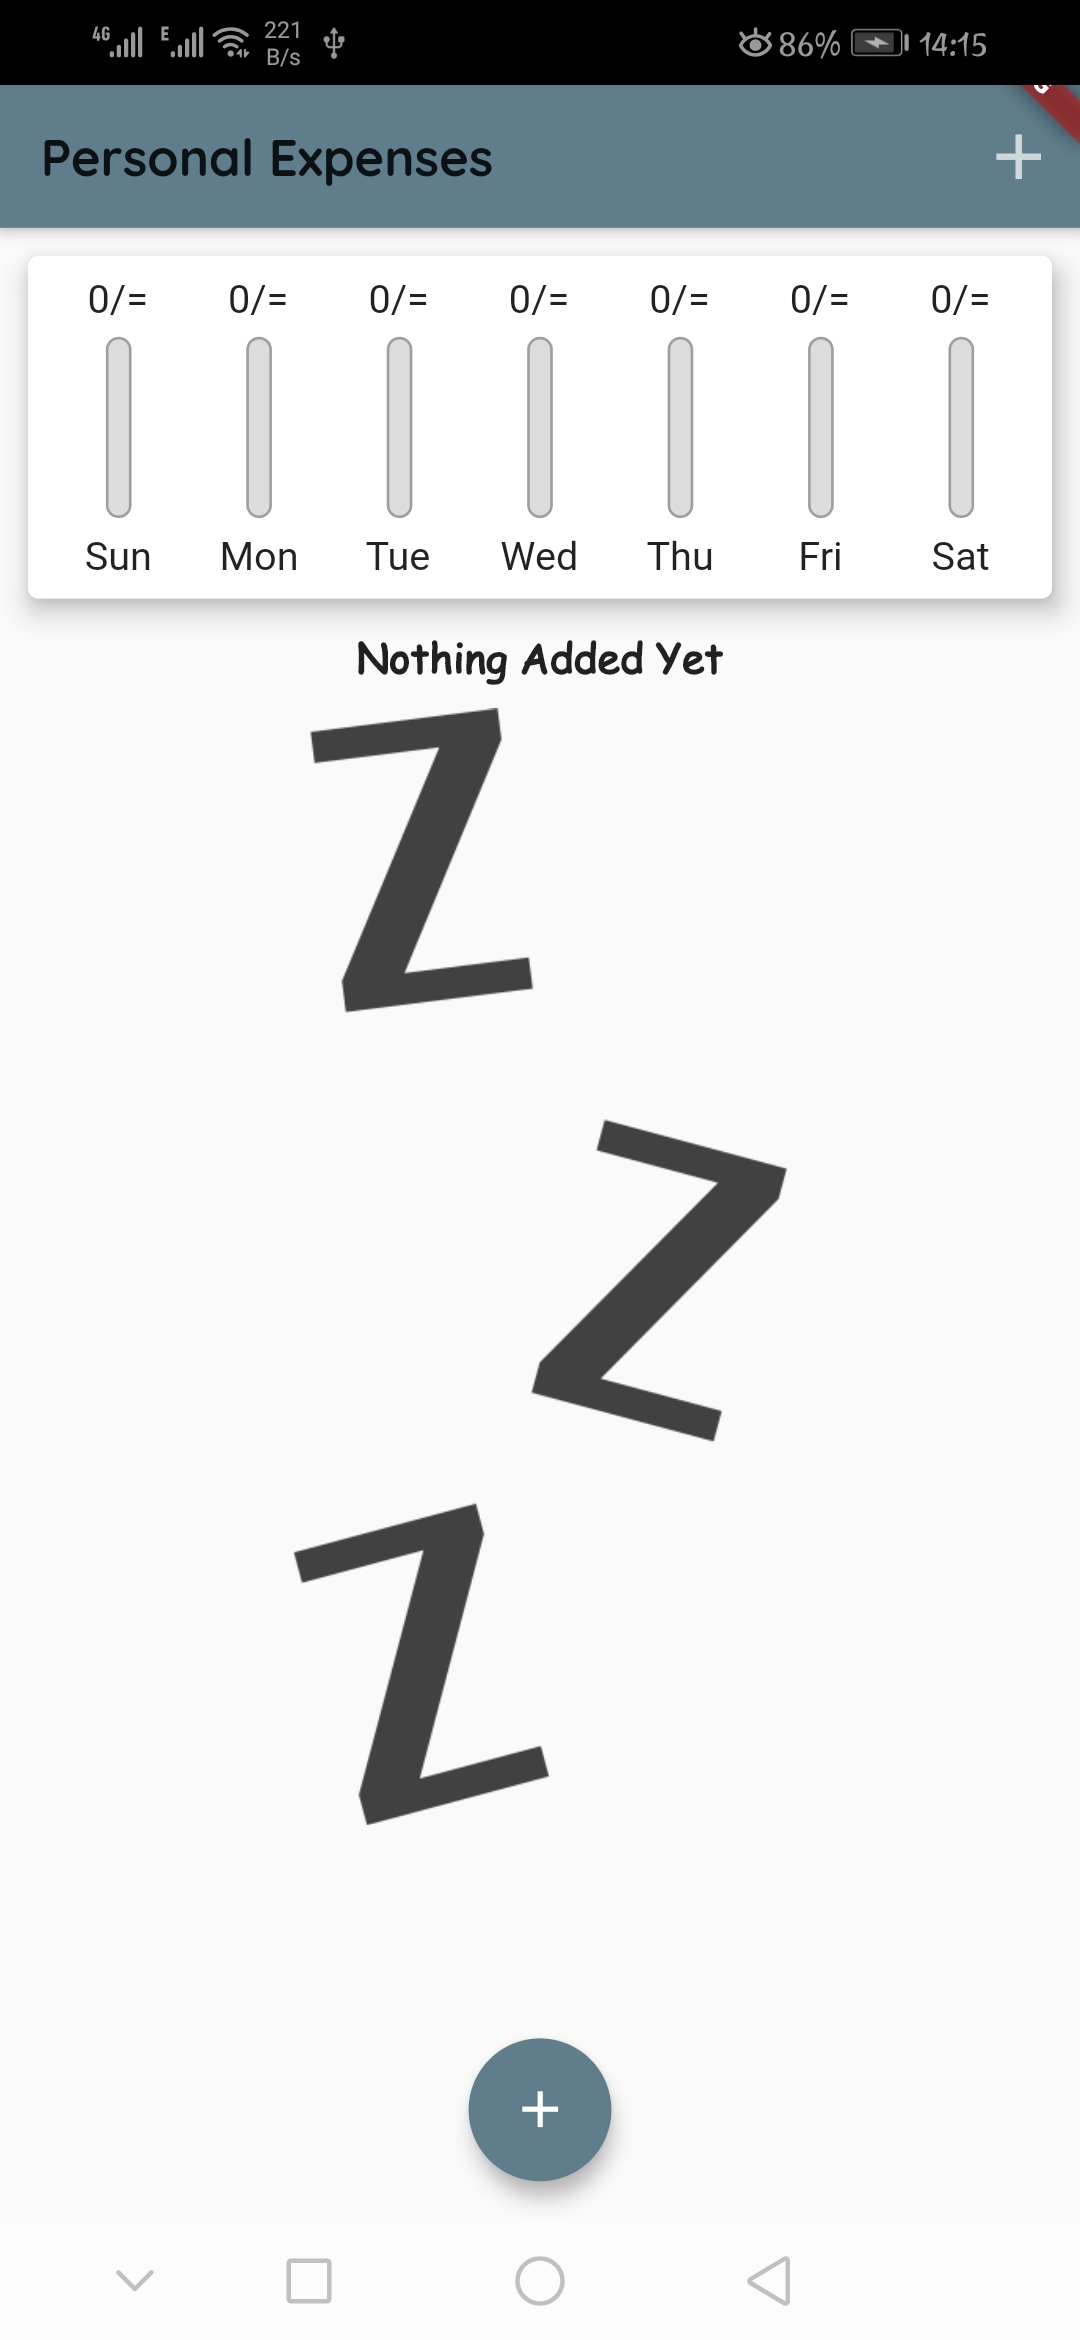 4G E 221 B/s 86% 14:15
Personal Expenses
0/= 0/= 0/= 0/= 0/= 0/= 0/=
Sun Mon Tue Wed Thu Fri Sat
Nothing Added Yet
Z
Z
Z